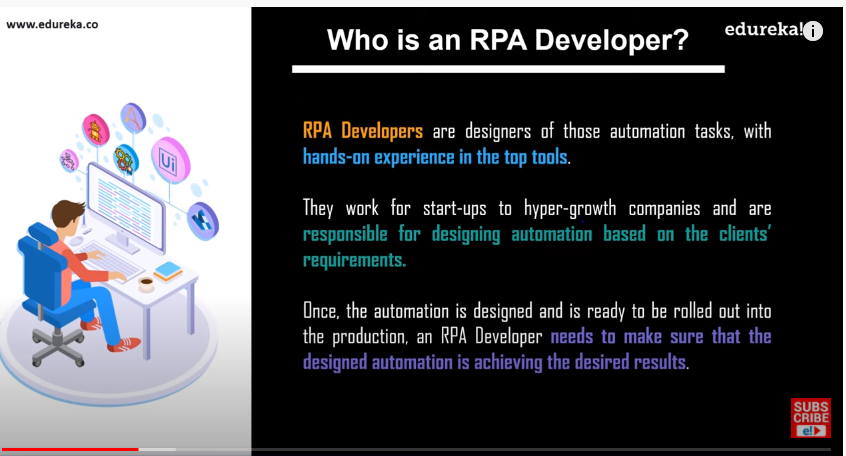 www.edureka.co
Who is an RPA Developer?
edureka!
i
Ui
RPA Developers are designers of those automation tasks, with
hands-on experience in the top tools.
They work for start-ups to hyper-growth companies and are
responsible for designing automation based on the clients'
requirements.
Once, the automation is designed and is ready to be rolled out into
the production, an RPA Developer needs to make sure that the
designed automation is achieving the desired results.
SUBS
CRIBE
e!